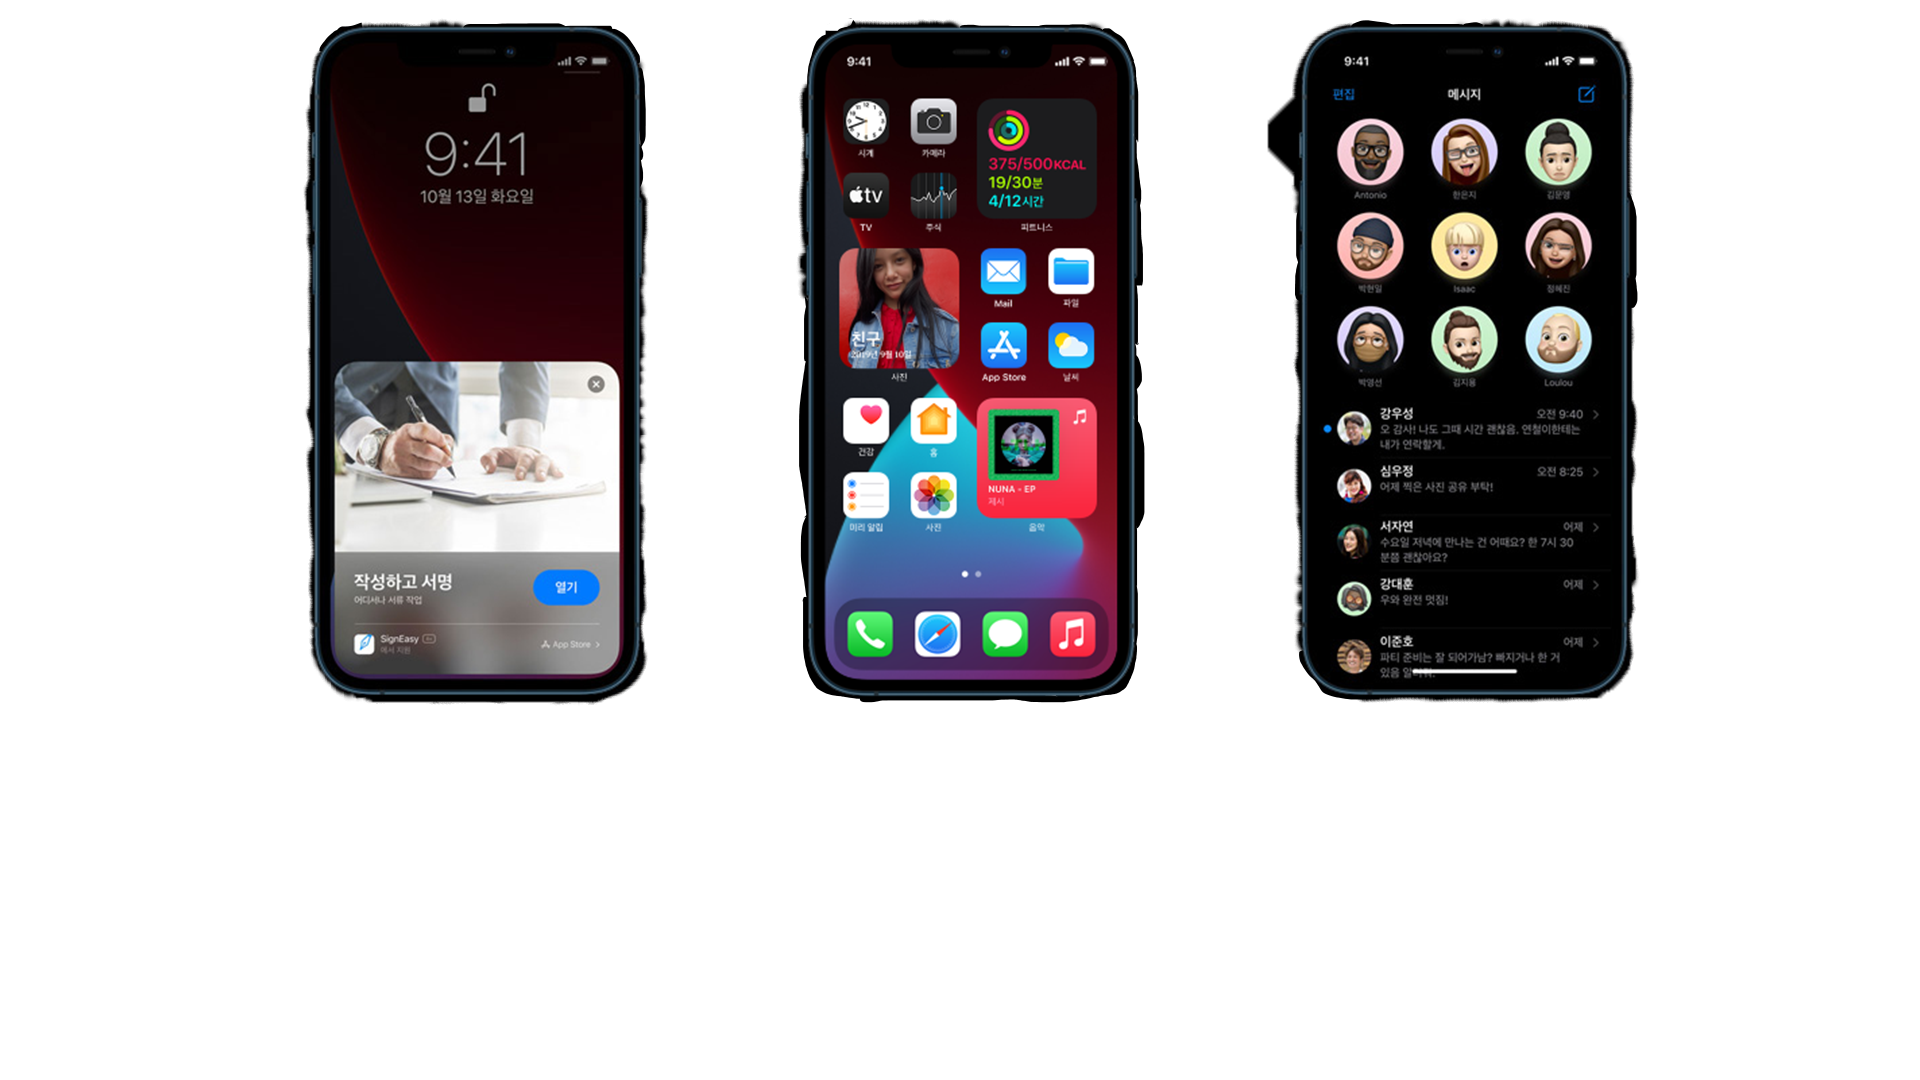 9:41
10월 13일 화요일
작성하고 서명
어디서나 서류 작업
열기
SignEasy
에서 지원
App Store
9:41
시계
카메라
375/500KCAL
19/30분
4/12시간
tv
TV
주식
피트니스
친구
2019년 9월 10일
사진
Mail
파일
App Store
날씨
건강
홈
NUNA - EP
제시
미리 알림
사진
음악
9:41
편집
메시지
Antonio
한은지
김운영
박현일
Isaac
정혜진
박영선
김지용
Loulou
강우성
오전 9:40
오 감사! 나도 그때 시간 괜찮음. 연철이한테는
내가 연락할게.
심우정
오전 8:25
어제 찍은 사진 공유 부탁!
서자연
어제
수요일 저녁에 만나는 건 어때요? 한 7시 30
분쯤 괜찮아요?
강대훈
어제
우와 완전 멋짐!
이준호
어제
파티 준비는 잘 되어가남? 빠지거나 한 거
있음